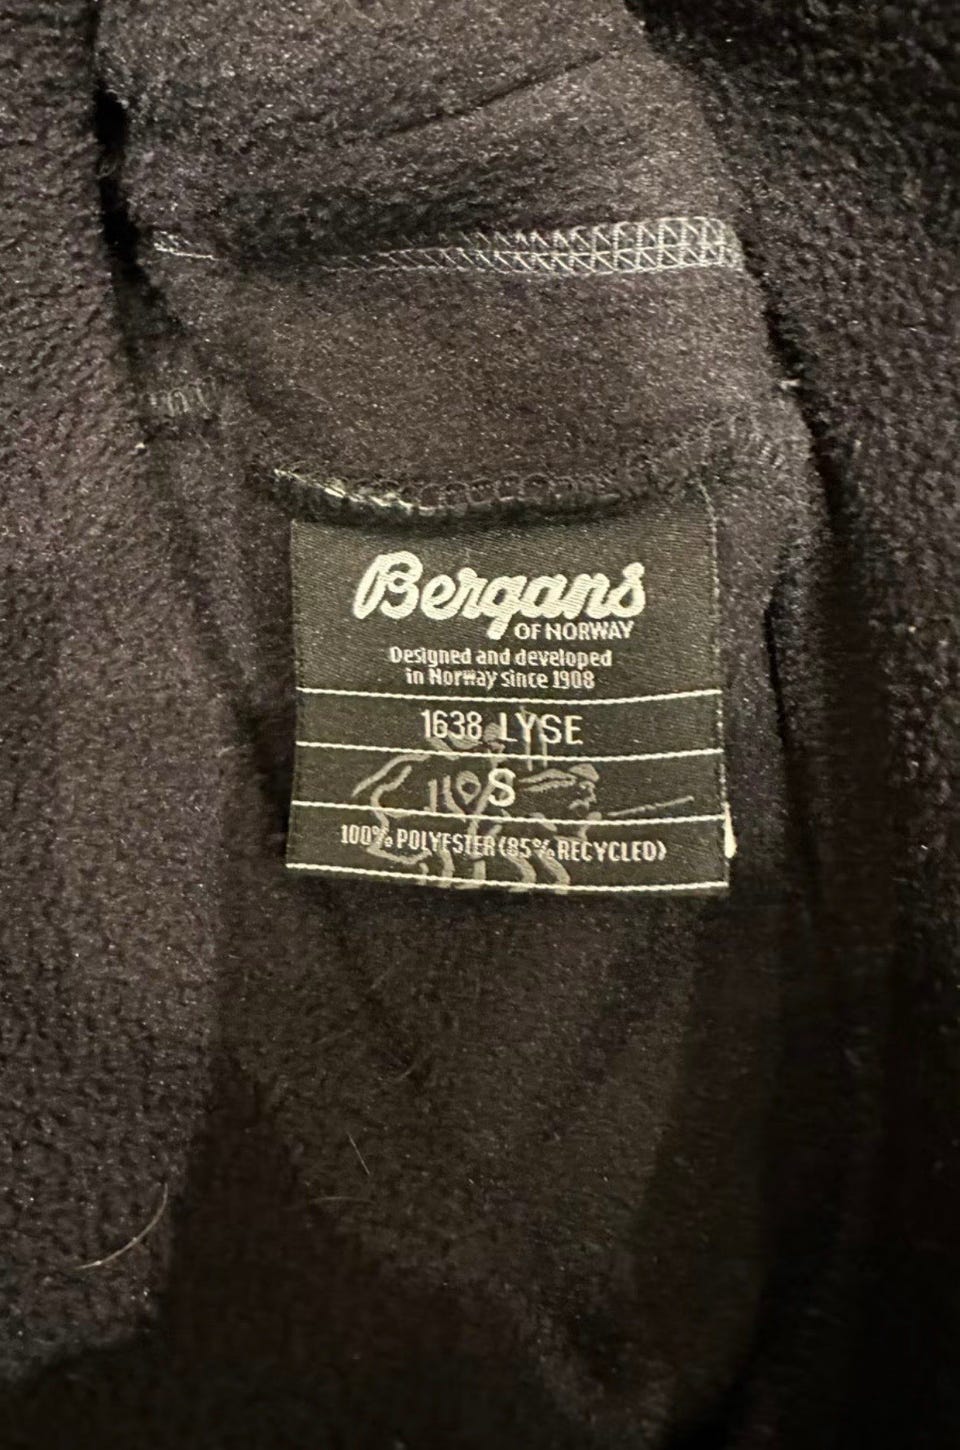 Bergans
OF NORWAY
Designed and developed
in Norway since 1908
1638 LYSE
S
100% POLYESTER (85% RECYCLED)